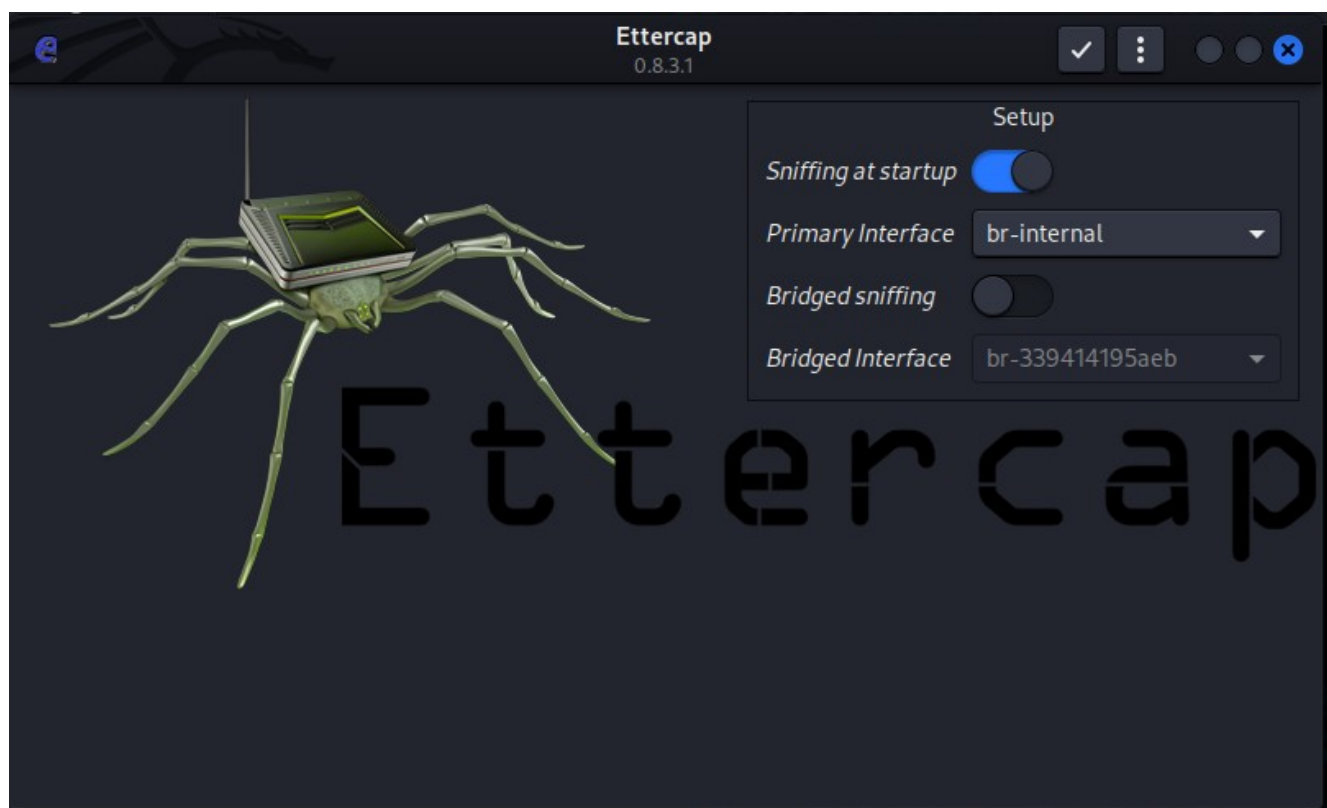 Ettercap
0.8.3.1
Setup
Sniffing at startup
Primary Interface br-internal
Bridged sniffing
Bridged Interface br-339414195aeb
Ettercap